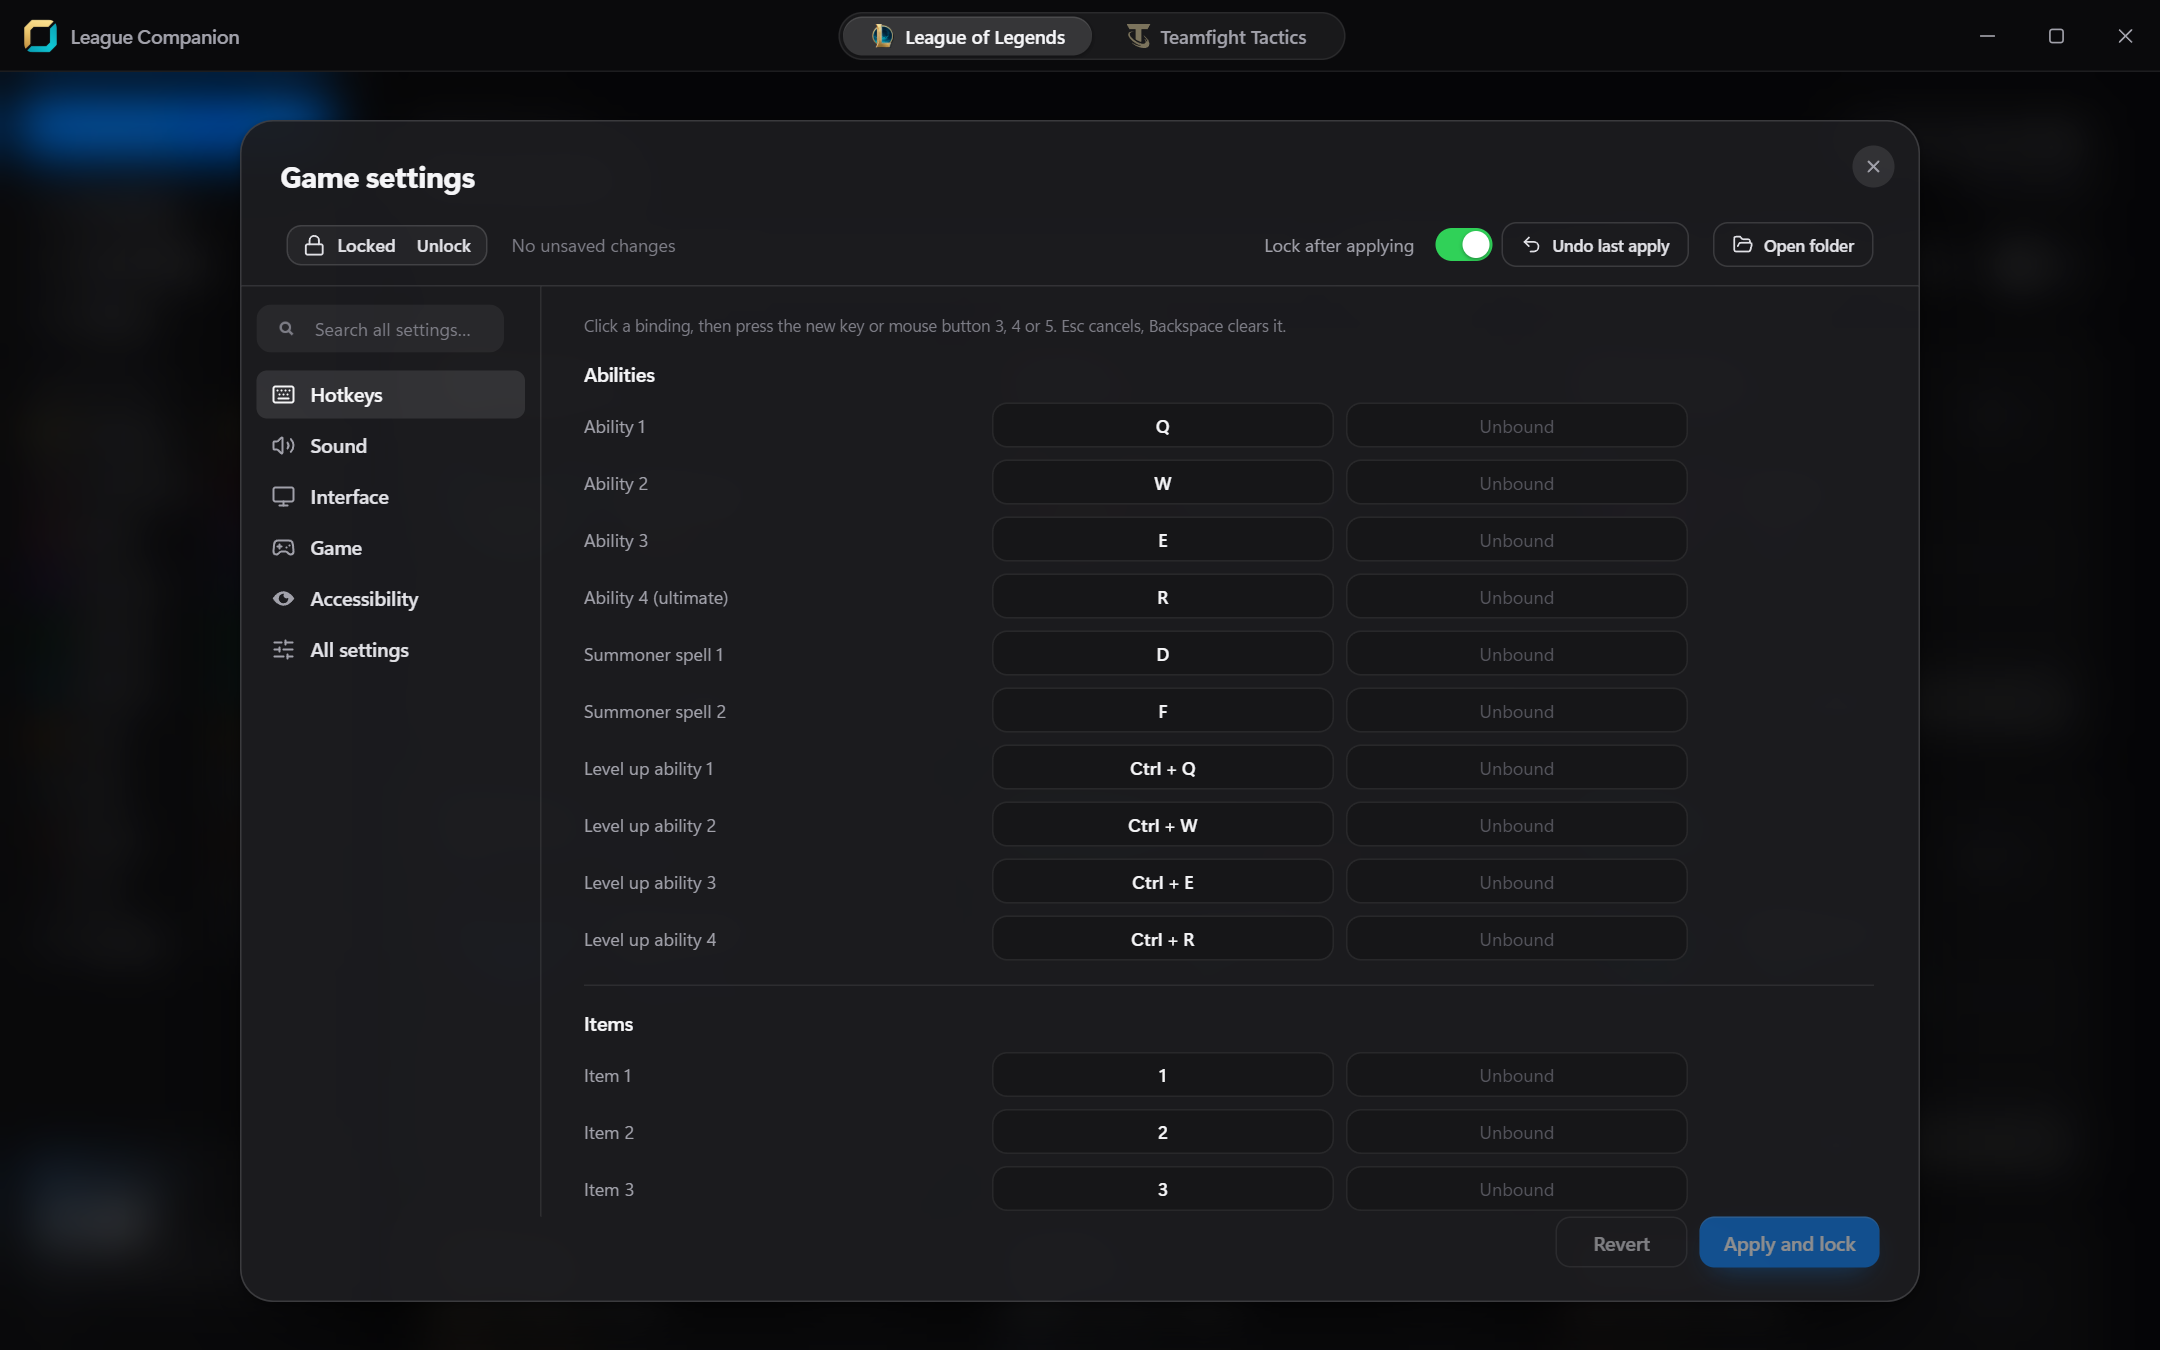 League Companion
League of Legends
Teamfight Tactics
Game settings
Locked Unlock
No unsaved changes
Lock after applying
Undo last apply
Open folder
Search all settings...
Hotkeys
Sound
Interface
Game
Accessibility
All settings
Click a binding, then press the new key or mouse button 3, 4 or 5. Esc cancels, Backspace clears it.
Abilities
Ability 1 Q Unbound
Ability 2 W Unbound
Ability 3 E Unbound
Ability 4 (ultimate) R Unbound
Summoner spell 1 D Unbound
Summoner spell 2 F Unbound
Level up ability 1 Ctrl + Q Unbound
Level up ability 2 Ctrl + W Unbound
Level up ability 3 Ctrl + E Unbound
Level up ability 4 Ctrl + R Unbound
Items
Item 1 1 Unbound
Item 2 2 Unbound
Item 3 3 Unbound
Revert
Apply and lock